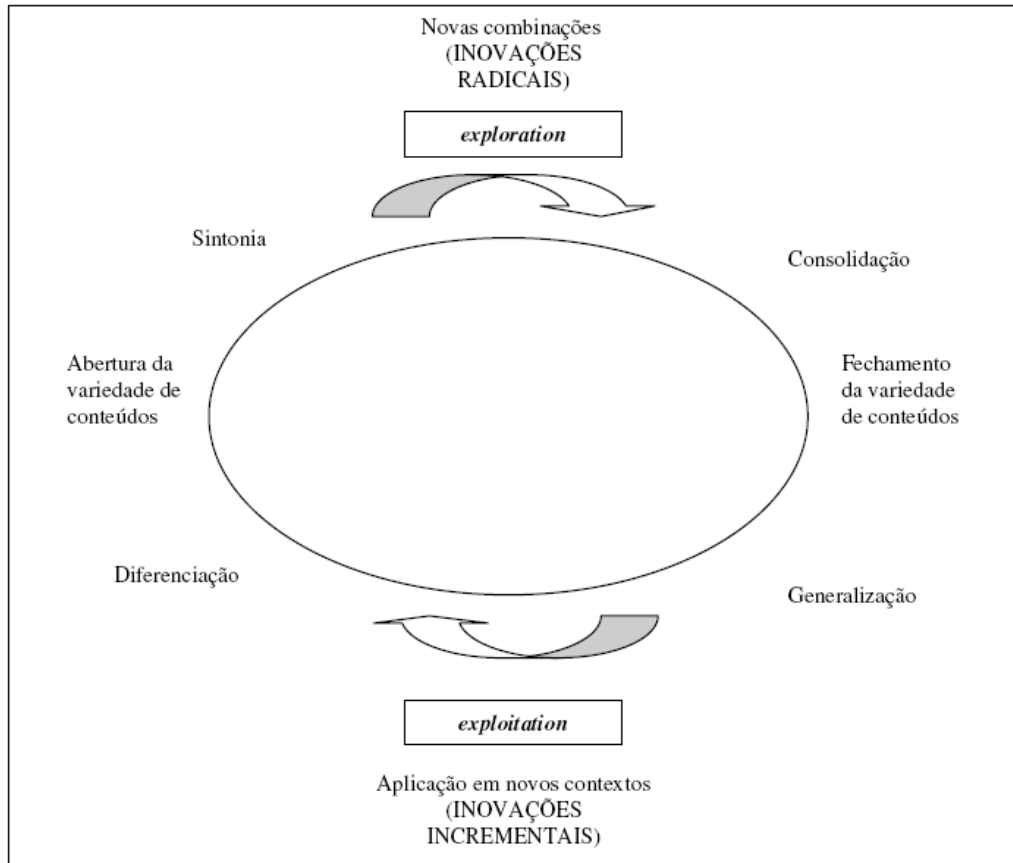 Novas combinações
(INOVAÇÕES
RADICAIS)
exploration
Sintonia
Consolidação
Abertura da
variedade de
conteúdos
Fechamento
da variedade
de conteúdos
Diferenciação
Generalização
exploitation
Aplicação em novos contextos
(INOVAÇÕES
INCREMENTAIS)